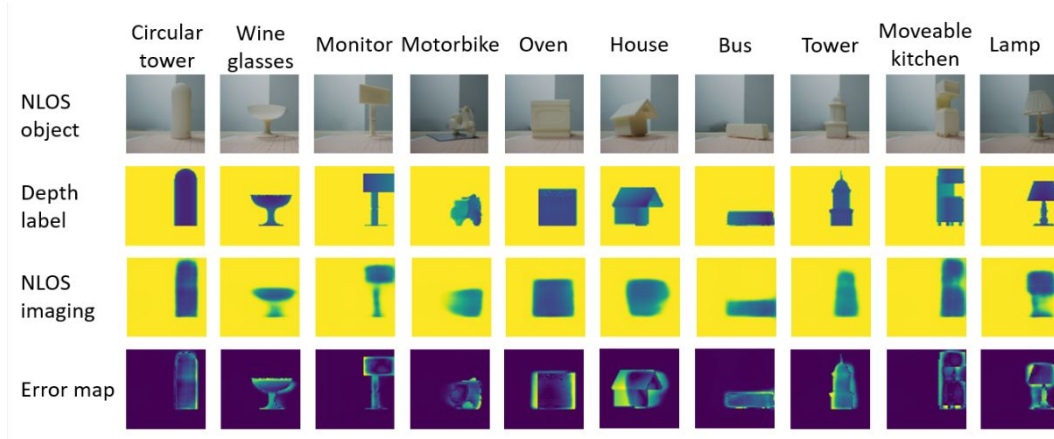 Circular tower
Wine glasses
Monitor
Motorbike
Oven
House
Bus
Tower
Moveable kitchen
Lamp
NLOS object
Depth label
NLOS imaging
Error map